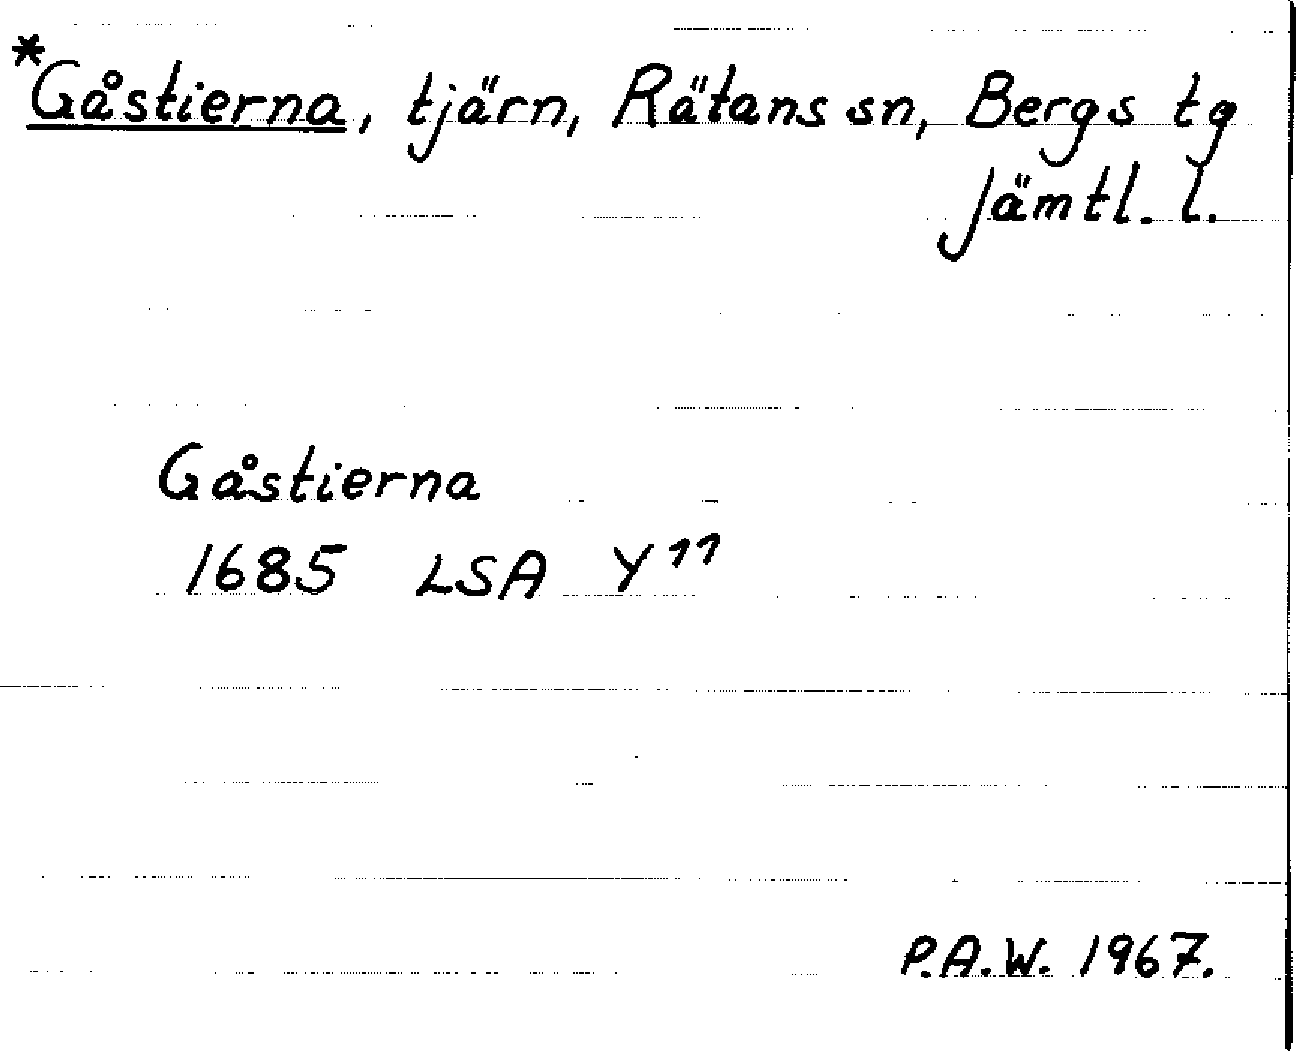 *Gåstierna, tjärn, Rätans sn, Bergs tg
Jämtl. l.
Gåstierna
1685 LSA Y¹¹
P.A.W. 1967.